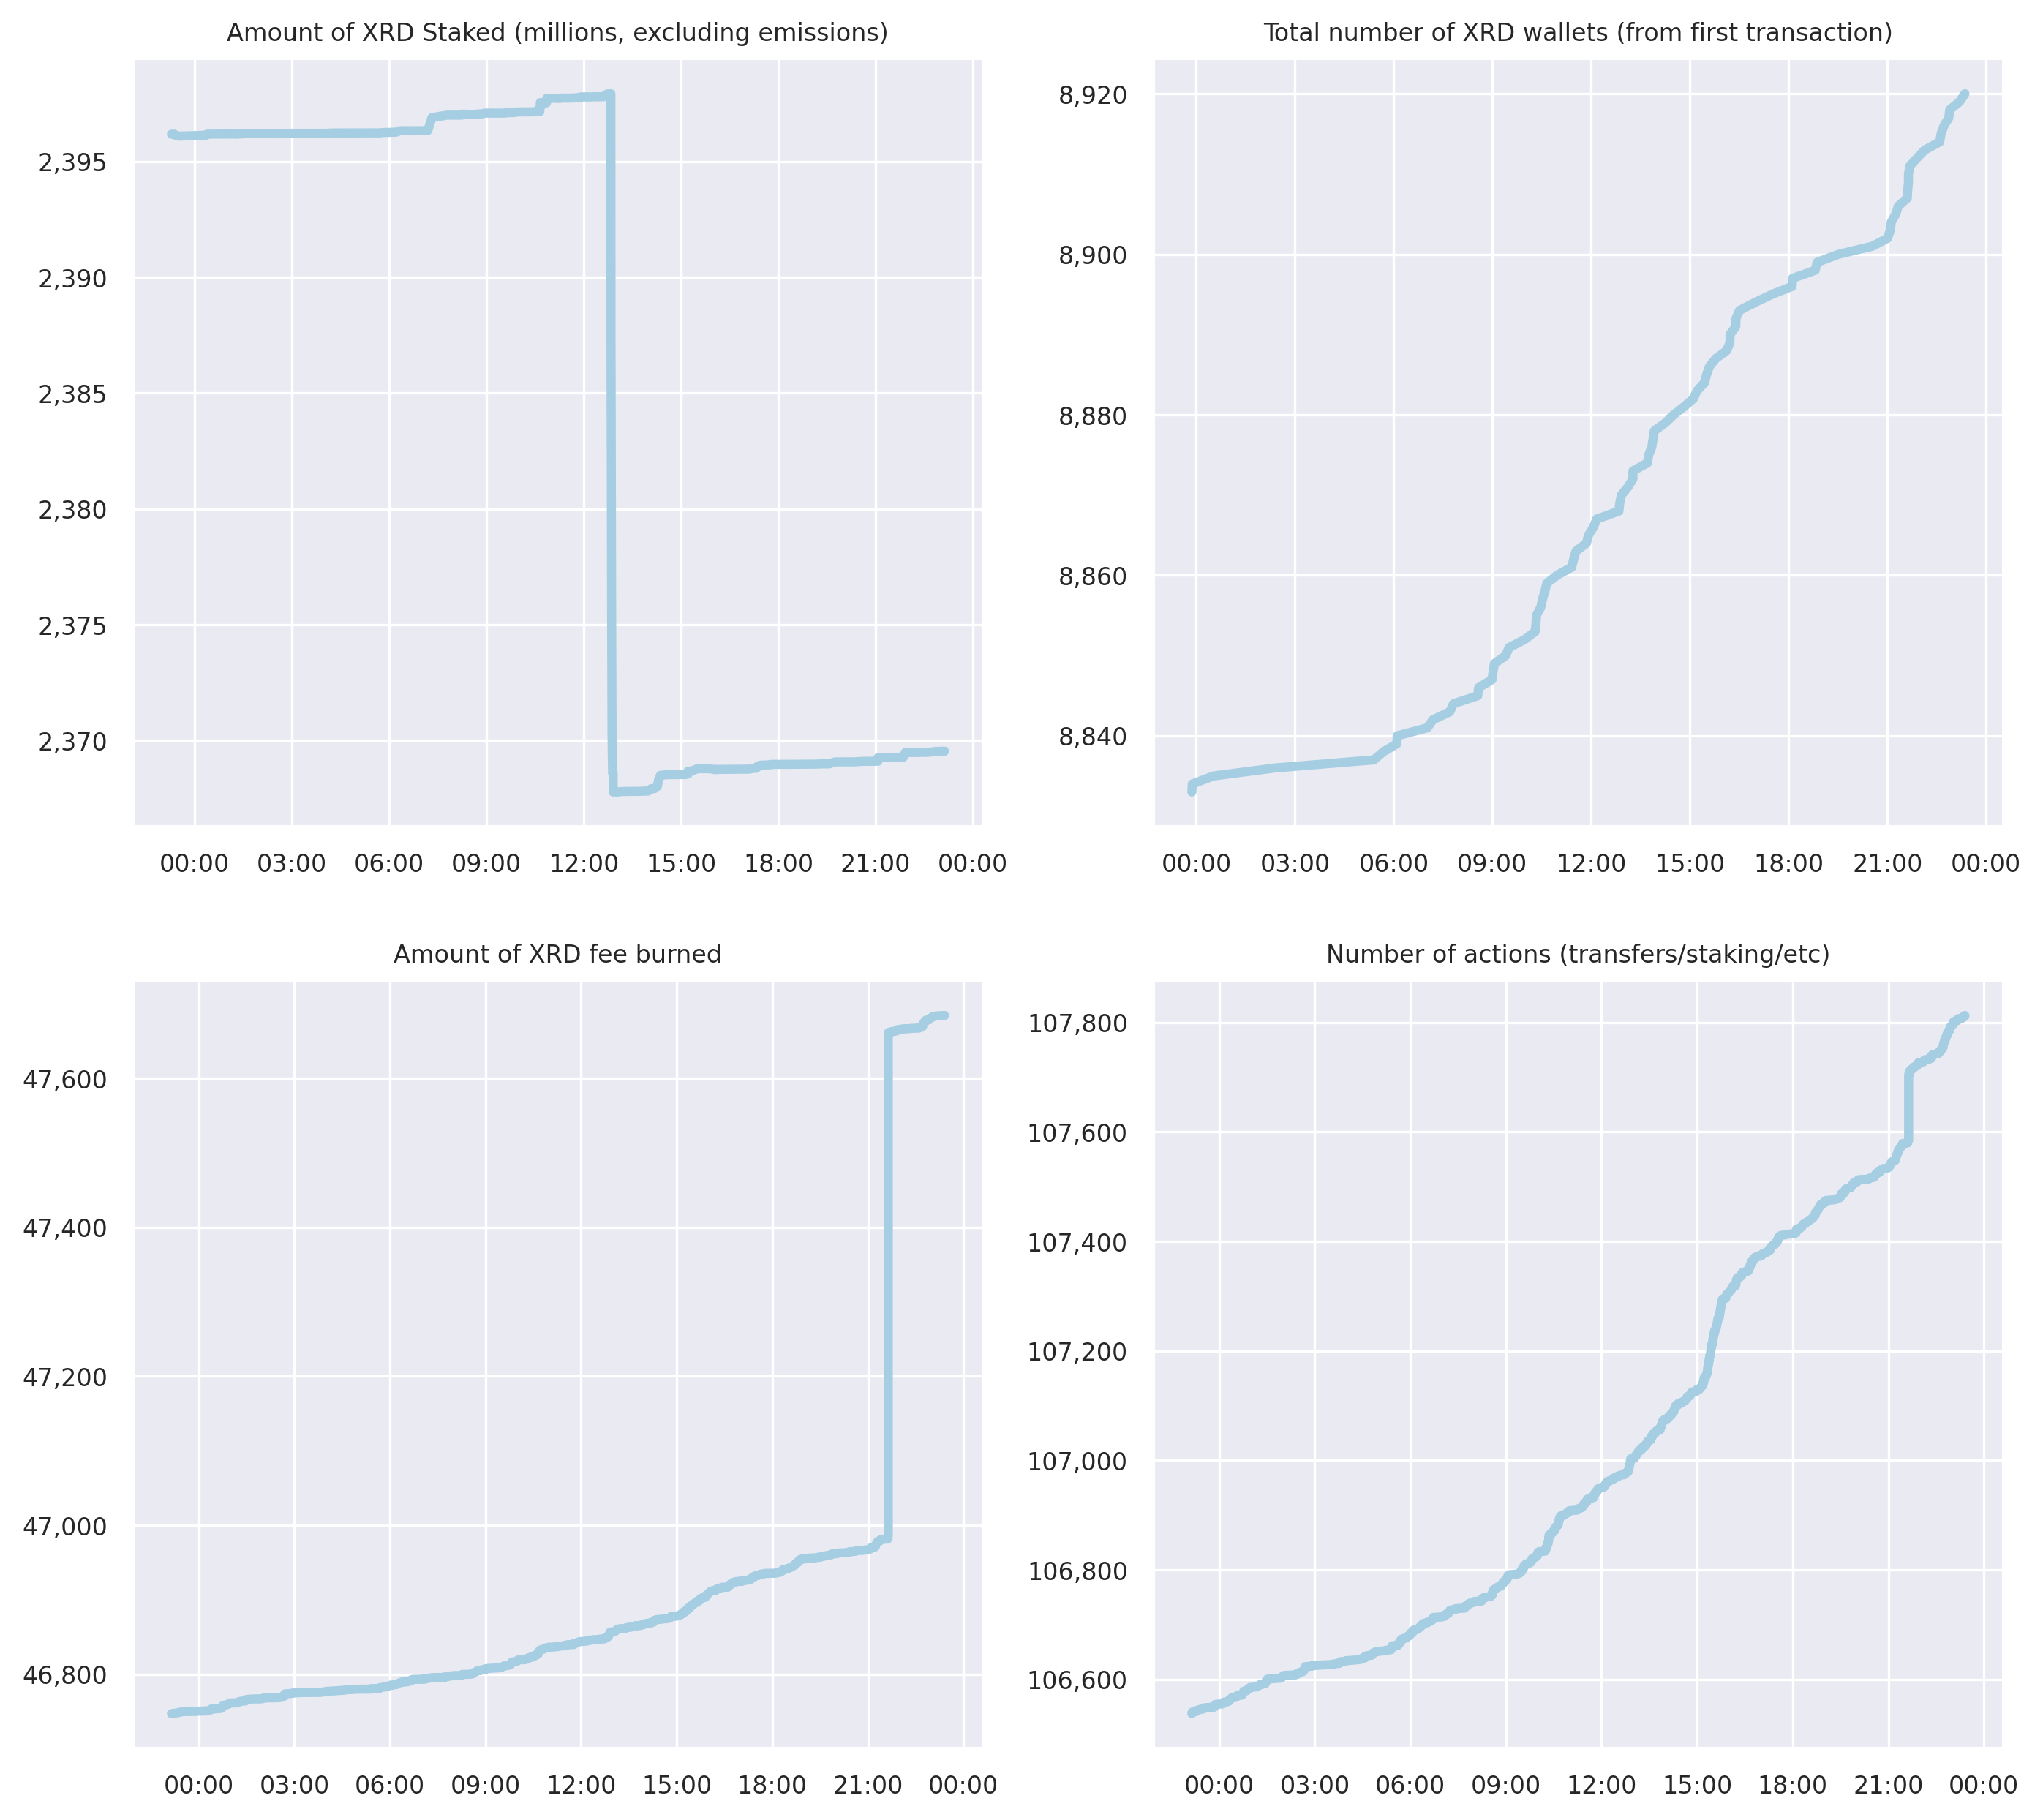 Amount of XRD Staked (millions, excluding emissions)
2,395
2,390
2,385
2,380
2,375
2,370
00:00 03:00 06:00 09:00 12:00 15:00 18:00 21:00 00:00
Total number of XRD wallets (from first transaction)
8,920
8,900
8,880
8,860
8,840
00:00 03:00 06:00 09:00 12:00 15:00 18:00 21:00 00:00
Amount of XRD fee burned
47,600
47,400
47,200
47,000
46,800
00:00 03:00 06:00 09:00 12:00 15:00 18:00 21:00 00:00
Number of actions (transfers/staking/etc)
107,800
107,600
107,400
107,200
107,000
106,800
106,600
00:00 03:00 06:00 09:00 12:00 15:00 18:00 21:00 00:00